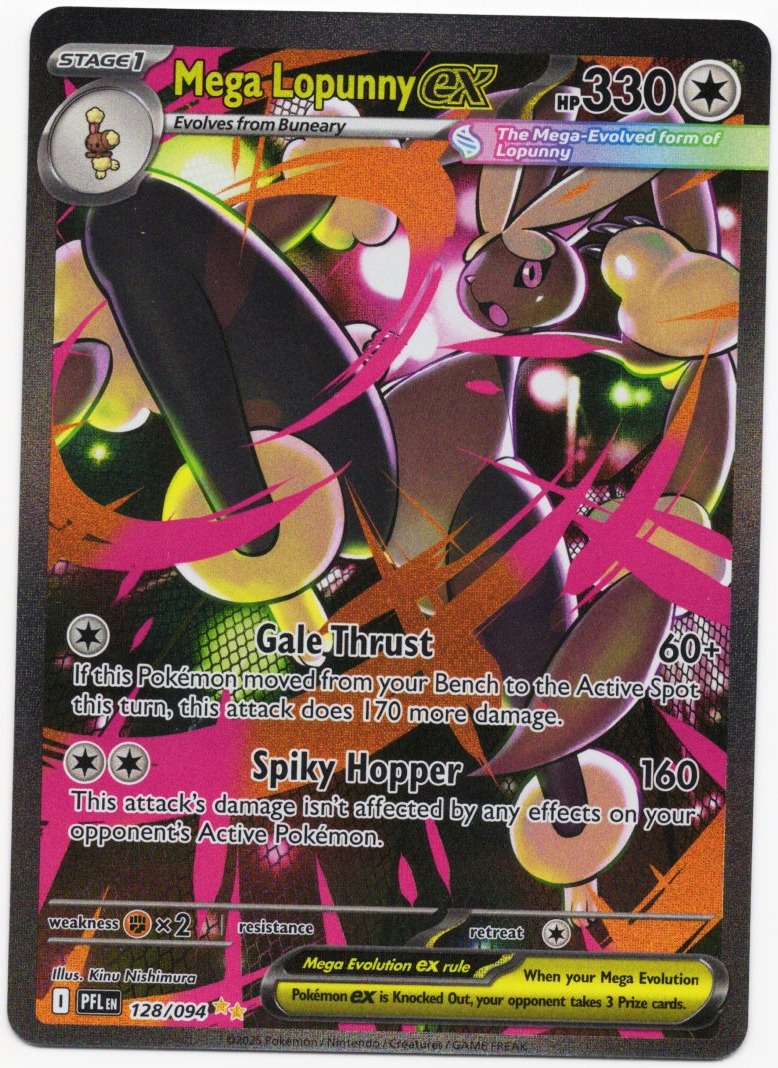 STAGE1
Mega Lopunny ex
HP 330
Evolves from Buneary
The Mega-Evolved form of
Lopunny
Gale Thrust 60+
If this Pokémon moved from your Bench to the Active Spot
this turn, this attack does 170 more damage.
Spiky Hopper 160
This attack's damage isn't affected by any effects on your
opponent's Active Pokémon.
weakness ×2 resistance retreat
Illus. Kinu Nishimura
Mega Evolution ex rule
When your Mega Evolution
Pokémon ex is Knocked Out, your opponent takes 3 Prize cards.
I PFL EN 128/094
©2025 Pokémon / Nintendo / Creatures / GAME FREAK